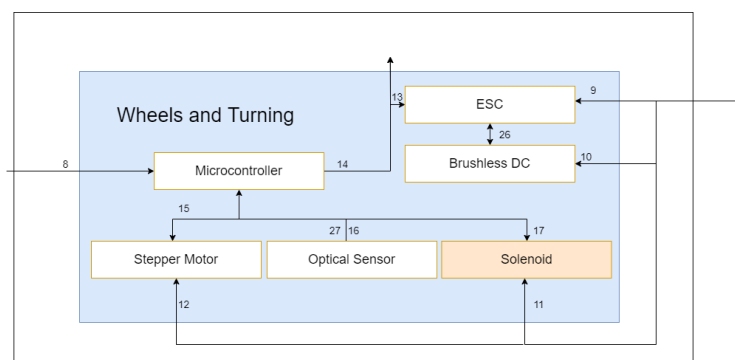 13
ESC
9
Wheels and Turning
26
8
Microcontroller
14
Brushless DC
10
15
27
16
17
Stepper Motor
Optical Sensor
Solenoid
12
11